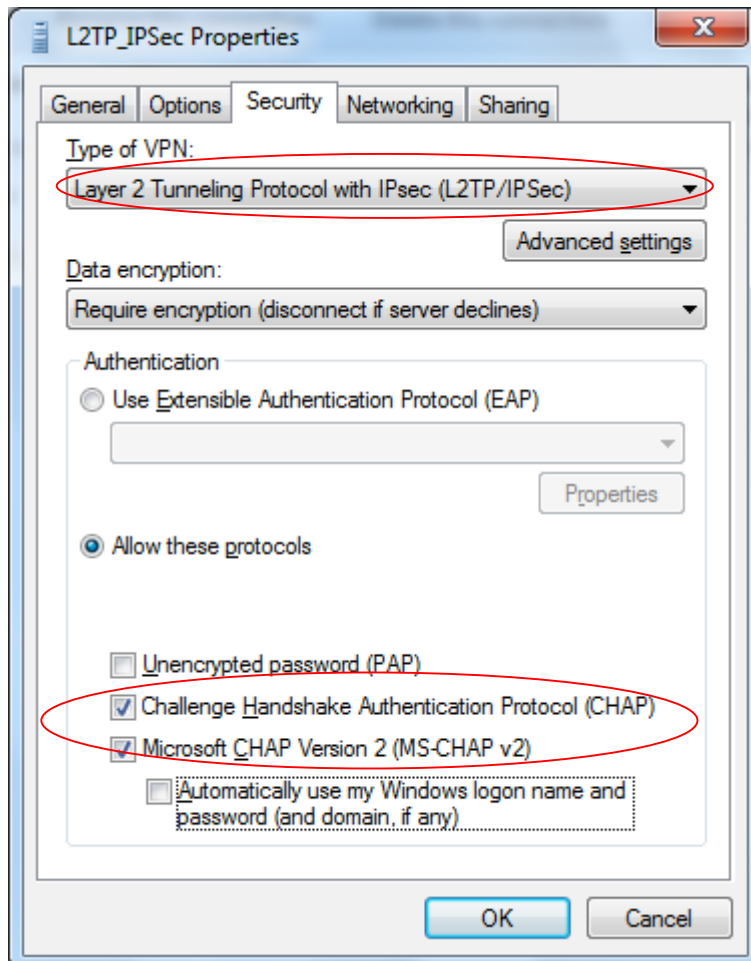 L2TP_IPSec Properties
General Options Security Networking Sharing
Type of VPN:
Layer 2 Tunneling Protocol with IPsec (L2TP/IPSec)
Advanced settings
Data encryption:
Require encryption (disconnect if server declines)
Authentication
Use Extensible Authentication Protocol (EAP)
Properties
Allow these protocols
Unencrypted password (PAP)
Challenge Handshake Authentication Protocol (CHAP)
Microsoft CHAP Version 2 (MS-CHAP v2)
Automatically use my Windows logon name and
password (and domain, if any)
OK Cancel